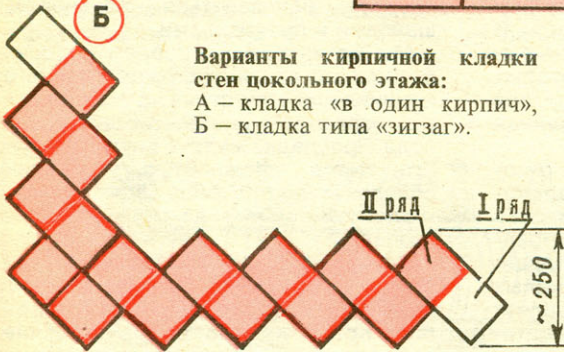 Б
Варианты кирпичной кладки
стен цокольного этажа:
А — кладка «в один кирпич»,
Б — кладка типа «зигзаг».
II ряд
I ряд
~250